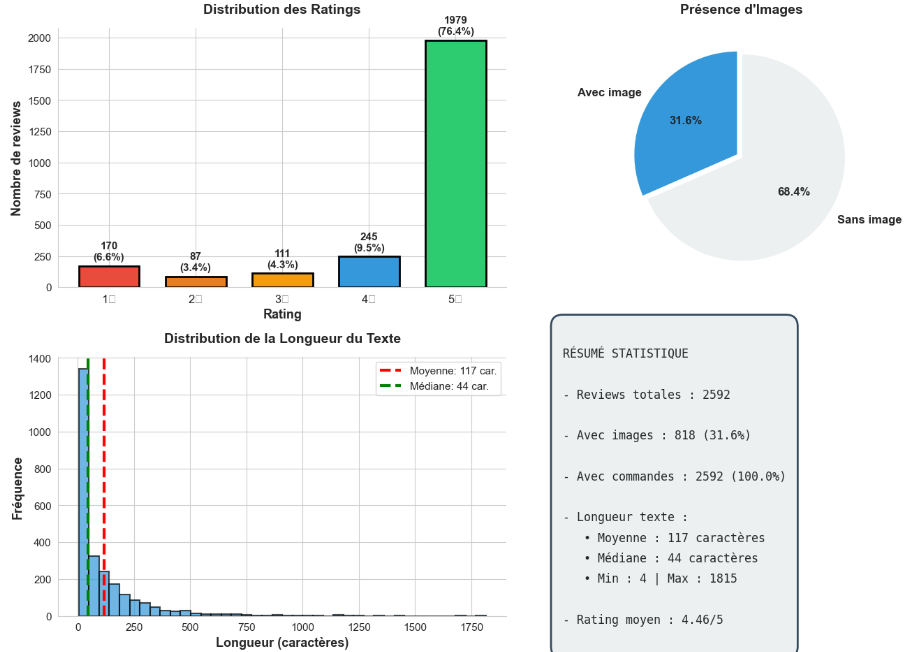 Distribution des Ratings
1979
(76.4%)
2000
1750
1500
1250
1000
750
500
250
0
Nombre de reviews
170
(6.6%)
87
(3.4%)
111
(4.3%)
245
(9.5%)
1 2 3 4 5
Rating
Présence d'Images
Avec image
31.6%
68.4%
Sans image
Distribution de la Longueur du Texte
Moyenne: 117 car.
Médiane: 44 car.
1400
1200
1000
800
600
400
200
0
Fréquence
0 250 500 750 1000 1250 1500 1750
Longueur (caractères)
RÉSUMÉ STATISTIQUE
- Reviews totales : 2592
- Avec images : 818 (31.6%)
- Avec commandes : 2592 (100.0%)
- Longueur texte :
• Moyenne : 117 caractères
• Médiane : 44 caractères
• Min : 4 | Max : 1815
- Rating moyen : 4.46/5